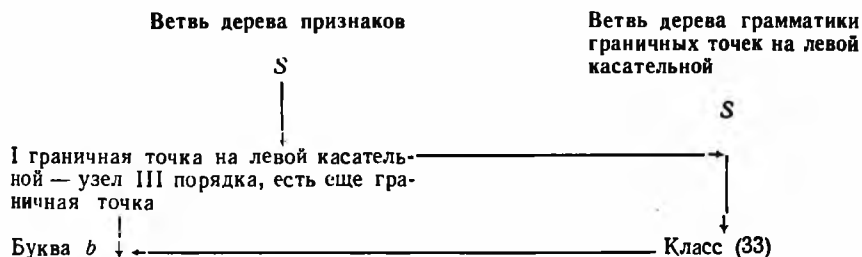 Ветвь дерева признаков
Ветвь дерева грамматики
граничных точек на левой
касательной
S
S
I граничная точка на левой касатель-
ной — узел III порядка, есть еще гра-
ничная точка
Буква b
Класс (33)